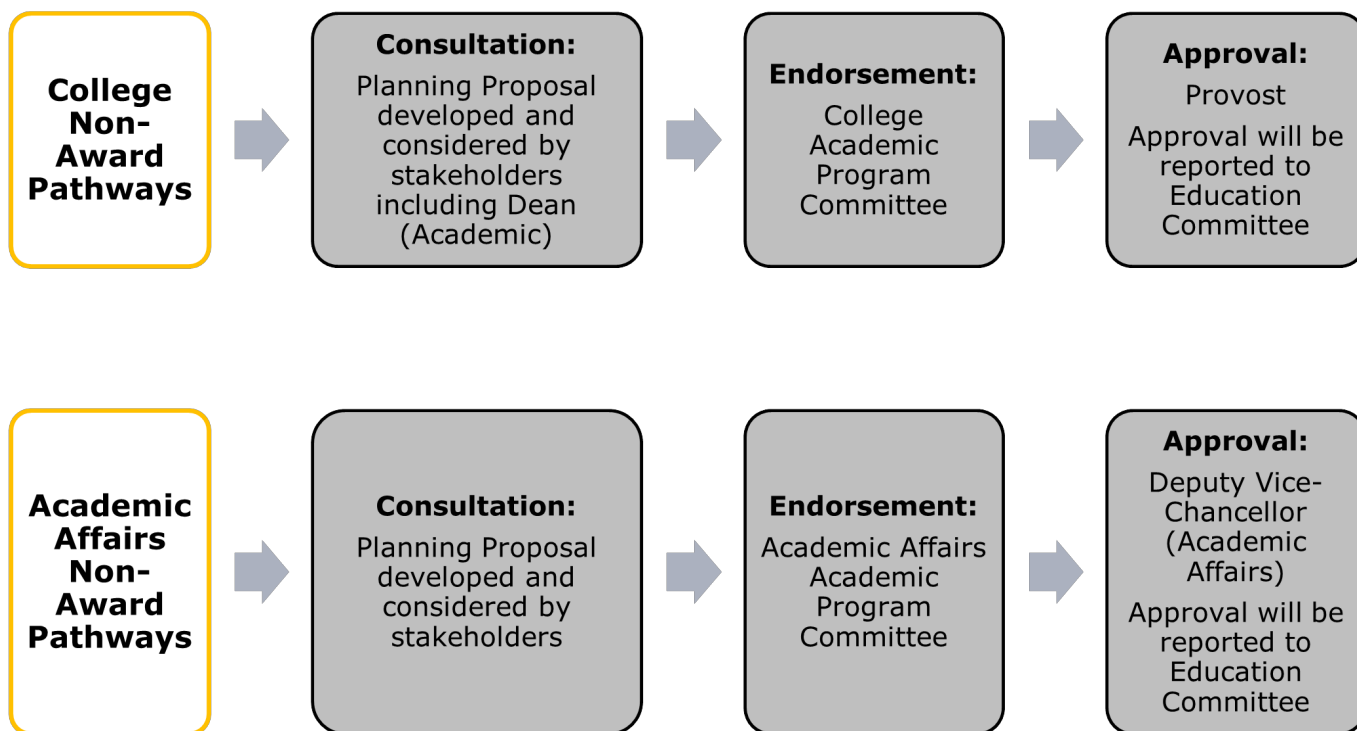 College
Non-
Award
Pathways
Consultation:
Planning Proposal
developed and
considered by
stakeholders
including Dean
(Academic)
Endorsement:
College
Academic
Program
Committee
Approval:
Provost
Approval will be
reported to
Education
Committee
Academic
Affairs
Non-
Award
Pathways
Consultation:
Planning Proposal
developed and
considered by
stakeholders
Endorsement:
Academic Affairs
Academic
Program
Committee
Approval:
Deputy Vice-
Chancellor
(Academic
Affairs)
Approval will be
reported to
Education
Committee